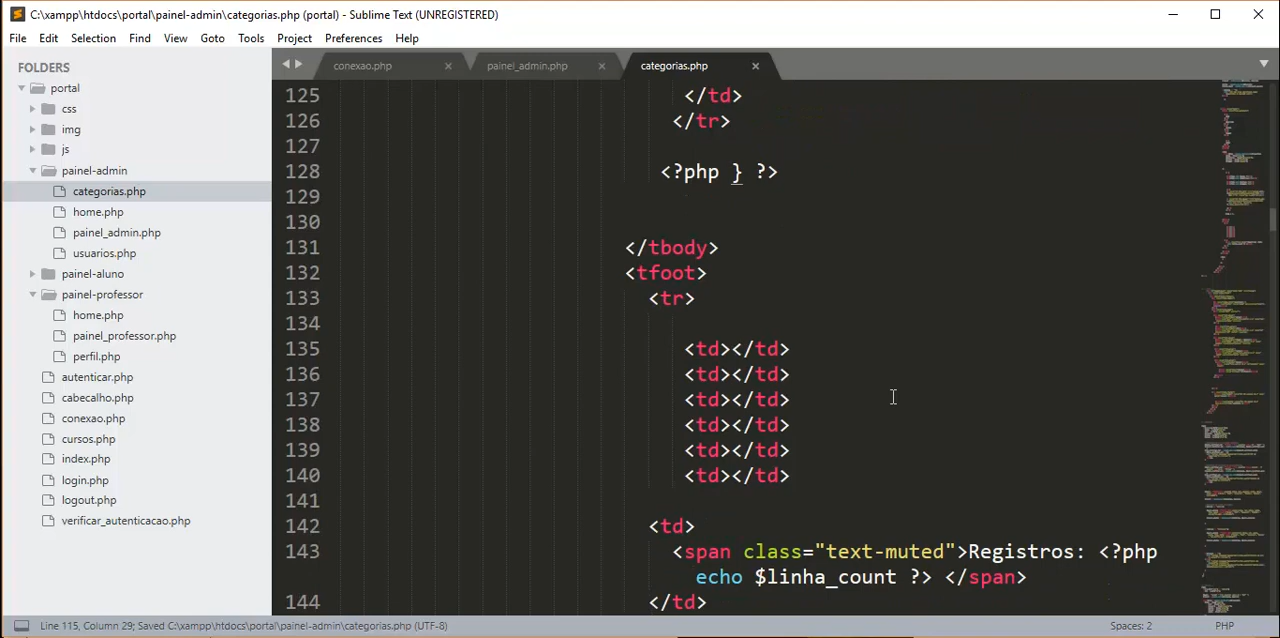 C:\xampp\htdocs\portal\painel-admin\categorias.php (portal) - Sublime Text (UNREGISTERED)
File Edit Selection Find View Goto Tools Project Preferences Help
FOLDERS
portal
css
img
js
painel-admin
categorias.php
home.php
painel_admin.php
usuarios.php
painel-aluno
painel-professor
home.php
painel_professor.php
perfil.php
autenticar.php
cabecalho.php
conexao.php
cursos.php
index.php
login.php
logout.php
verificar_autenticacao.php
conexao.php painel_admin.php categorias.php
125 </td>
126 </tr>
127
128 <?php } ?>
129
130
131 </tbody>
132 <tfoot>
133 <tr>
134
135 <td></td>
136 <td></td>
137 <td></td>
138 <td></td>
139 <td></td>
140 <td></td>
141
142 <td>
143 <span class="text-muted">Registros: <?php
echo $linha_count ?> </span>
144 </td>
Line 115, Column 29; Saved C:\xampp\htdocs\portal\painel-admin\categorias.php (UTF-8) Spaces: 2 PHP